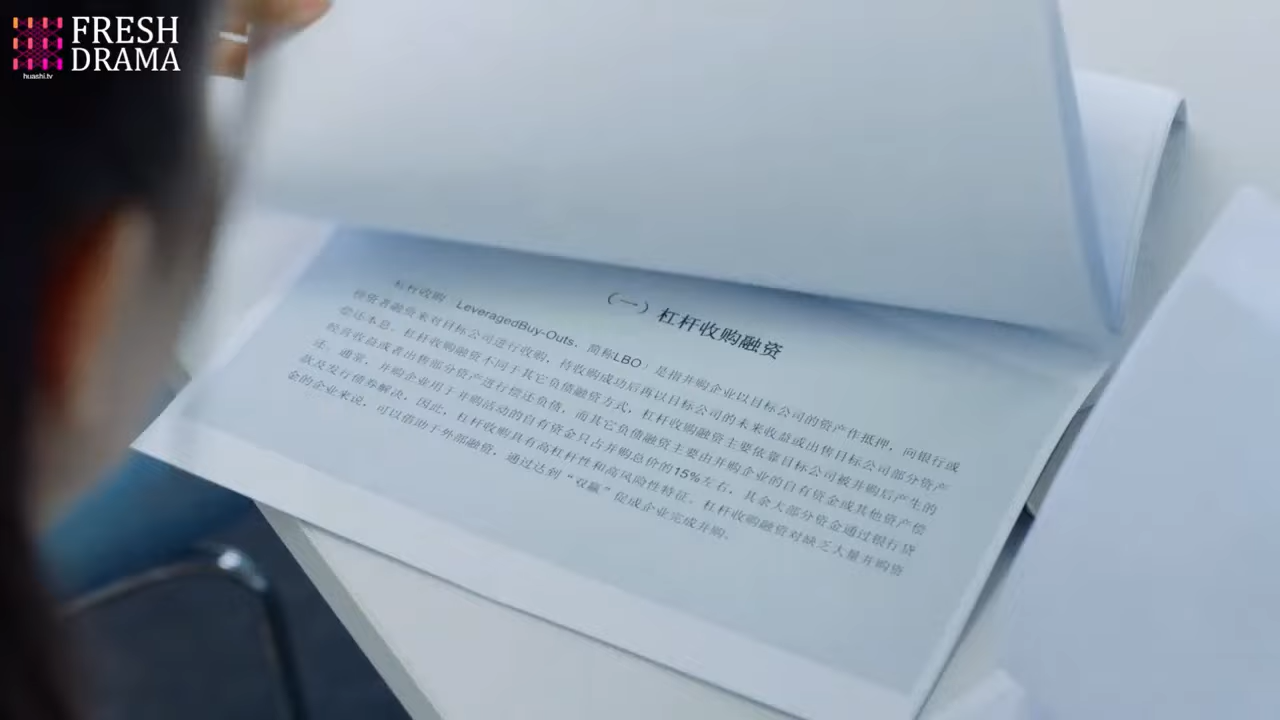 FRESH
DRAMA
huashi.tv
（一）杠杆收购融资
杠杆收购（LeveragedBuy-Outs，简称LBO）是指并购企业以目标公司的资产作抵押，向银行或
投资者融资来对目标公司进行收购，待收购成功后再以目标公司的未来收益或出售目标公司部分资产
偿还本息。杠杆收购融资不同于其它负债融资方式，杠杆收购融资主要依靠目标公司被并购后产生的
经营收益或者出售部分资产进行偿还负债，而其它负债融资主要由并购企业的自有资金或其他资产偿
还。通常，并购企业用于并购活动的自有资金只占并购总价的15%左右，其余大部分资金通过银行贷
款及发行债券解决，因此，杠杆收购具有高杠杆性和高风险性特征。杠杆收购融资对缺乏大量并购资
金的企业来说，可以借助于外部融资，通过达到“双赢”促成企业完成并购。